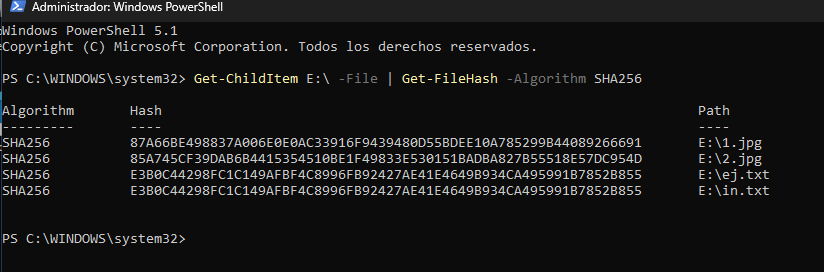 Administrador: Windows PowerShell
Windows PowerShell 5.1
Copyright (C) Microsoft Corporation. Todos los derechos reservados.
PS C:\WINDOWS\system32> Get-ChildItem E:\ -File | Get-FileHash -Algorithm SHA256
Algorithm Hash Path
--------- ---- ----
SHA256 87A66BE498837A006E0E0AC33916F9439480D55BDEE10A785299B44089266691 E:\1.jpg
SHA256 85A745CF39DAB6B4415354510BE1F49833E530151BADBA827B55518E57DC954D E:\2.jpg
SHA256 E3B0C44298FC1C149AFBF4C8996FB92427AE41E4649B934CA495991B7852B855 E:\ej.txt
SHA256 E3B0C44298FC1C149AFBF4C8996FB92427AE41E4649B934CA495991B7852B855 E:\in.txt
PS C:\WINDOWS\system32>